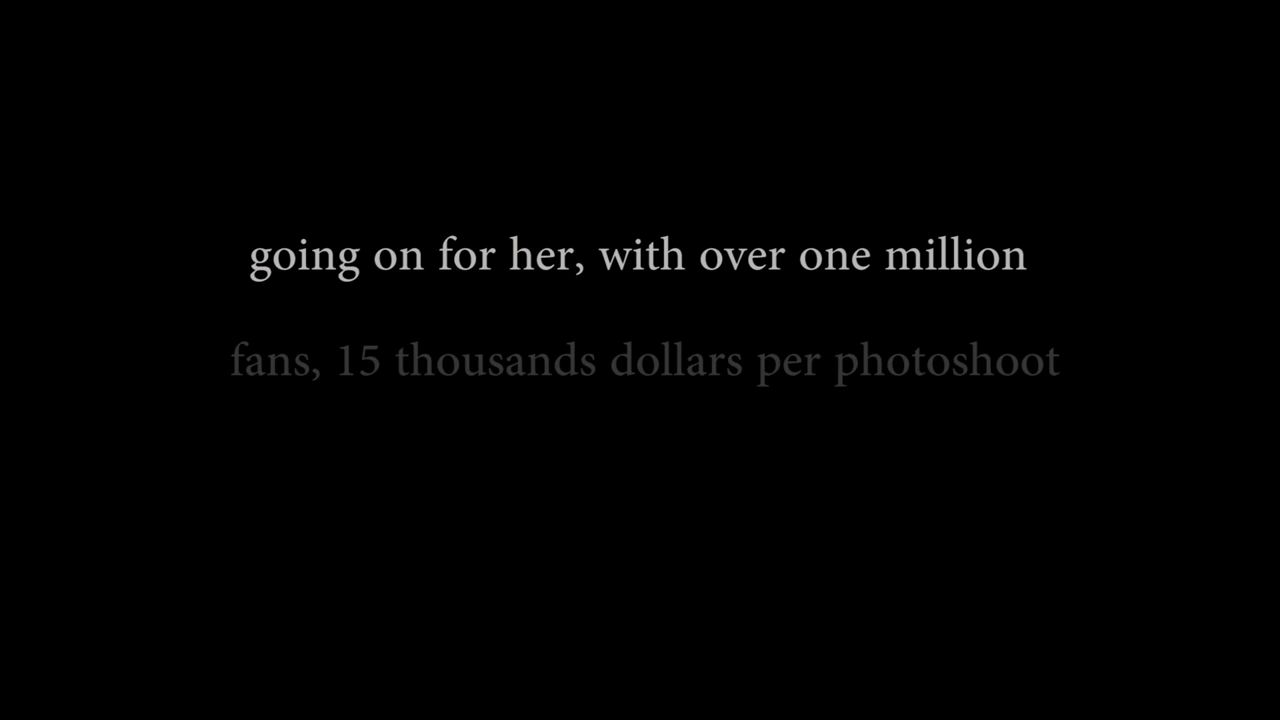 going on for her, with over one million
fans, 15 thousands dollars per photoshoot